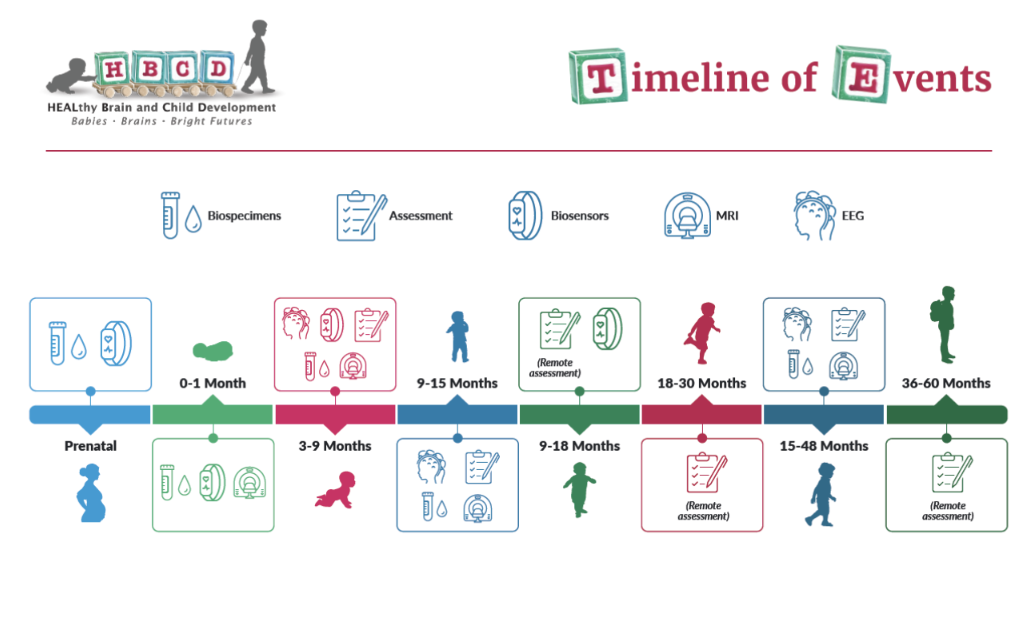 H B C D
HEALthy Brain and Child Development
Babies • Brains • Bright Futures
Timeline of Events
Biospecimens
Assessment
Biosensors
MRI
EEG
(Remote
assessment)
0-1 Month
9-15 Months
18-30 Months
36-60 Months
Prenatal
3-9 Months
9-18 Months
15-48 Months
(Remote
assessment)
(Remote
assessment)